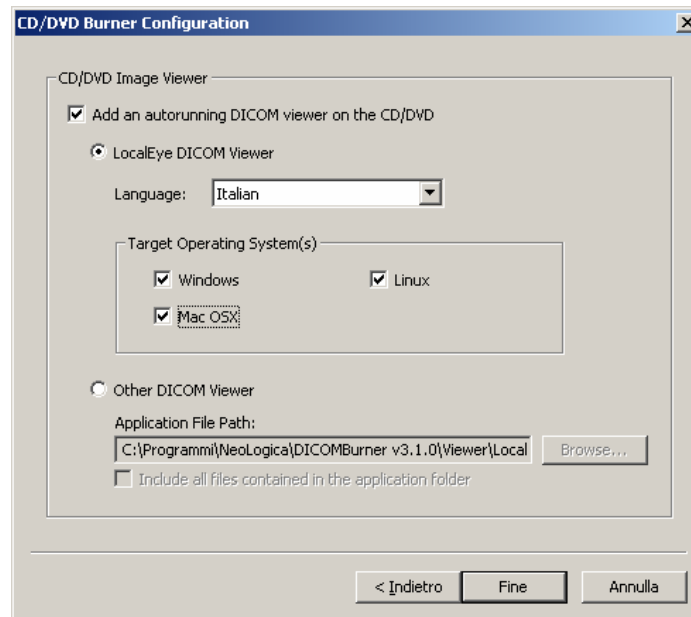 CD/DVD Burner Configuration
CD/DVD Image Viewer
Add an autorunning DICOM viewer on the CD/DVD
LocalEye DICOM Viewer
Language: Italian
Target Operating System(s)
Windows Linux
Mac OSX
Other DICOM Viewer
Application File Path:
C:\Programmi\NeoLogica\DICOMBurner v3.1.0\Viewer\Local Browse...
Include all files contained in the application folder
< Indietro Fine Annulla